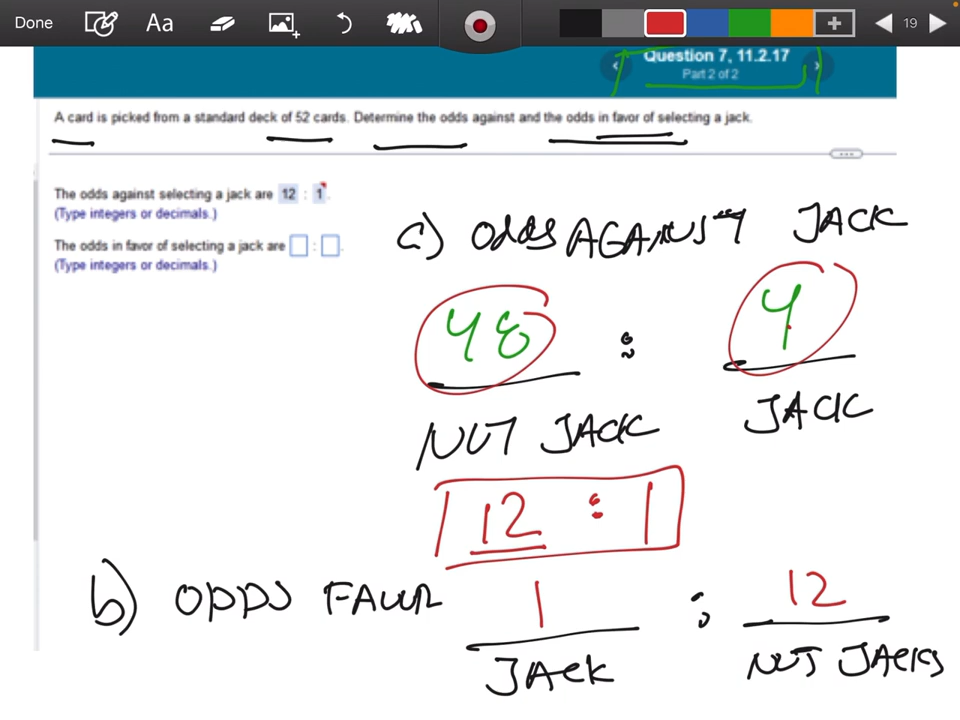 Done Aa 19
Question 7, 11.2.17
Part 2 of 2
A card is picked from a standard deck of 52 cards. Determine the odds against and the odds in favor of selecting a jack.
The odds against selecting a jack are 12 : 1.
(Type integers or decimals.)
The odds in favor of selecting a jack are : .
(Type integers or decimals.)
a) ODDS AGAINST JACK
48 : 4
NOT JACK JACK
12 : 1
b) ODDS FAVOR 1 : 12
JACK NOT JACKS